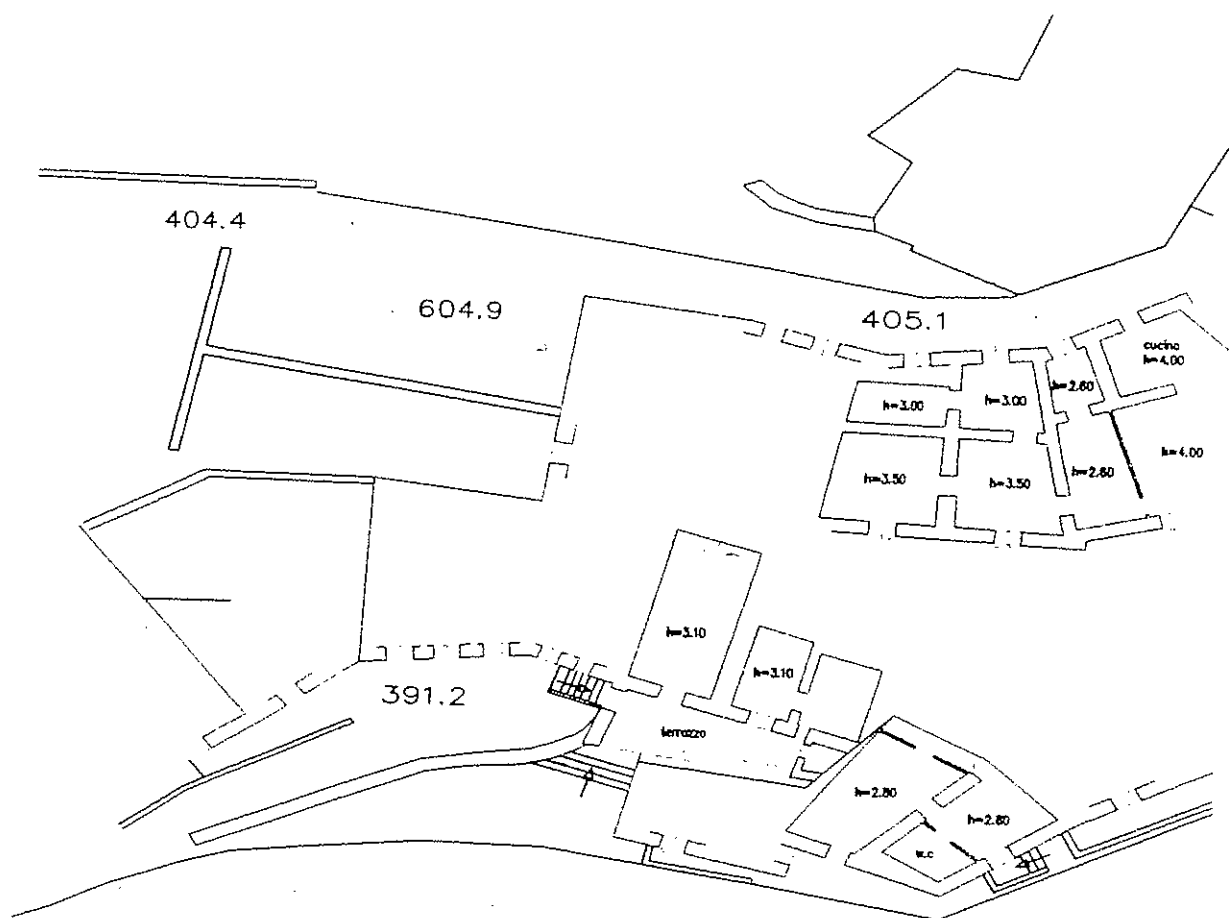 404.4
604.9
405.1
cucina
h=4.00
h=2.60
h=3.00
h=3.00
h=4.00
h=2.60
h=3.50
h=3.50
h=3.10
h=3.10
391.2
terrazzo
h=2.80
h=2.80
w.c